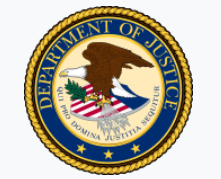 DEPARTMENT OF JUSTICE
QUI PRO DOMINA JUSTITIA SEQUITUR